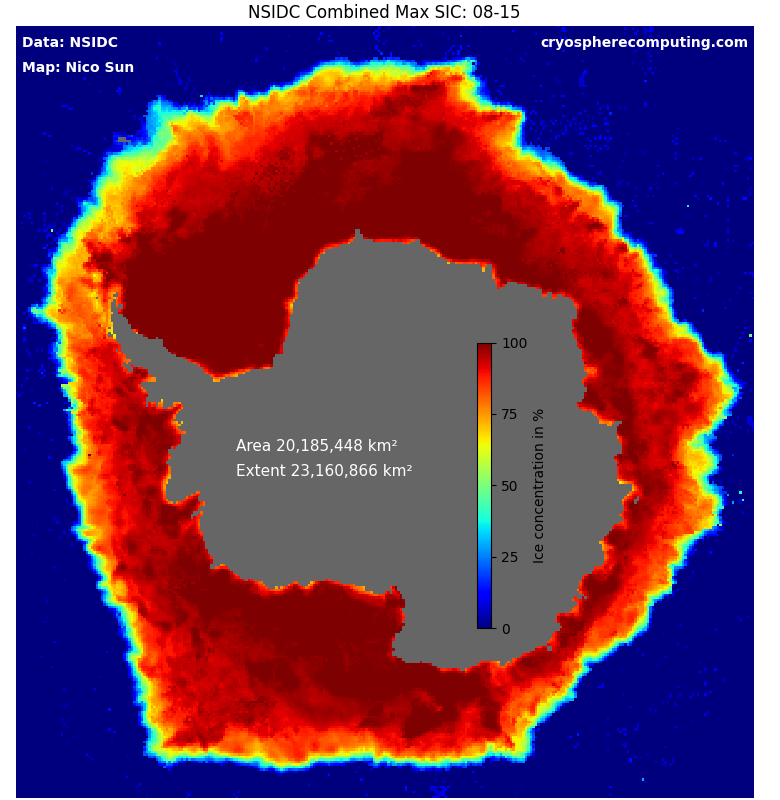 NSIDC Combined Max SIC: 08-15
Data: NSIDC
cryospherecomputing.com
Map: Nico Sun
100
75
50
25
0
Ice concentration in %
Area 20,185,448 km²
Extent 23,160,866 km²